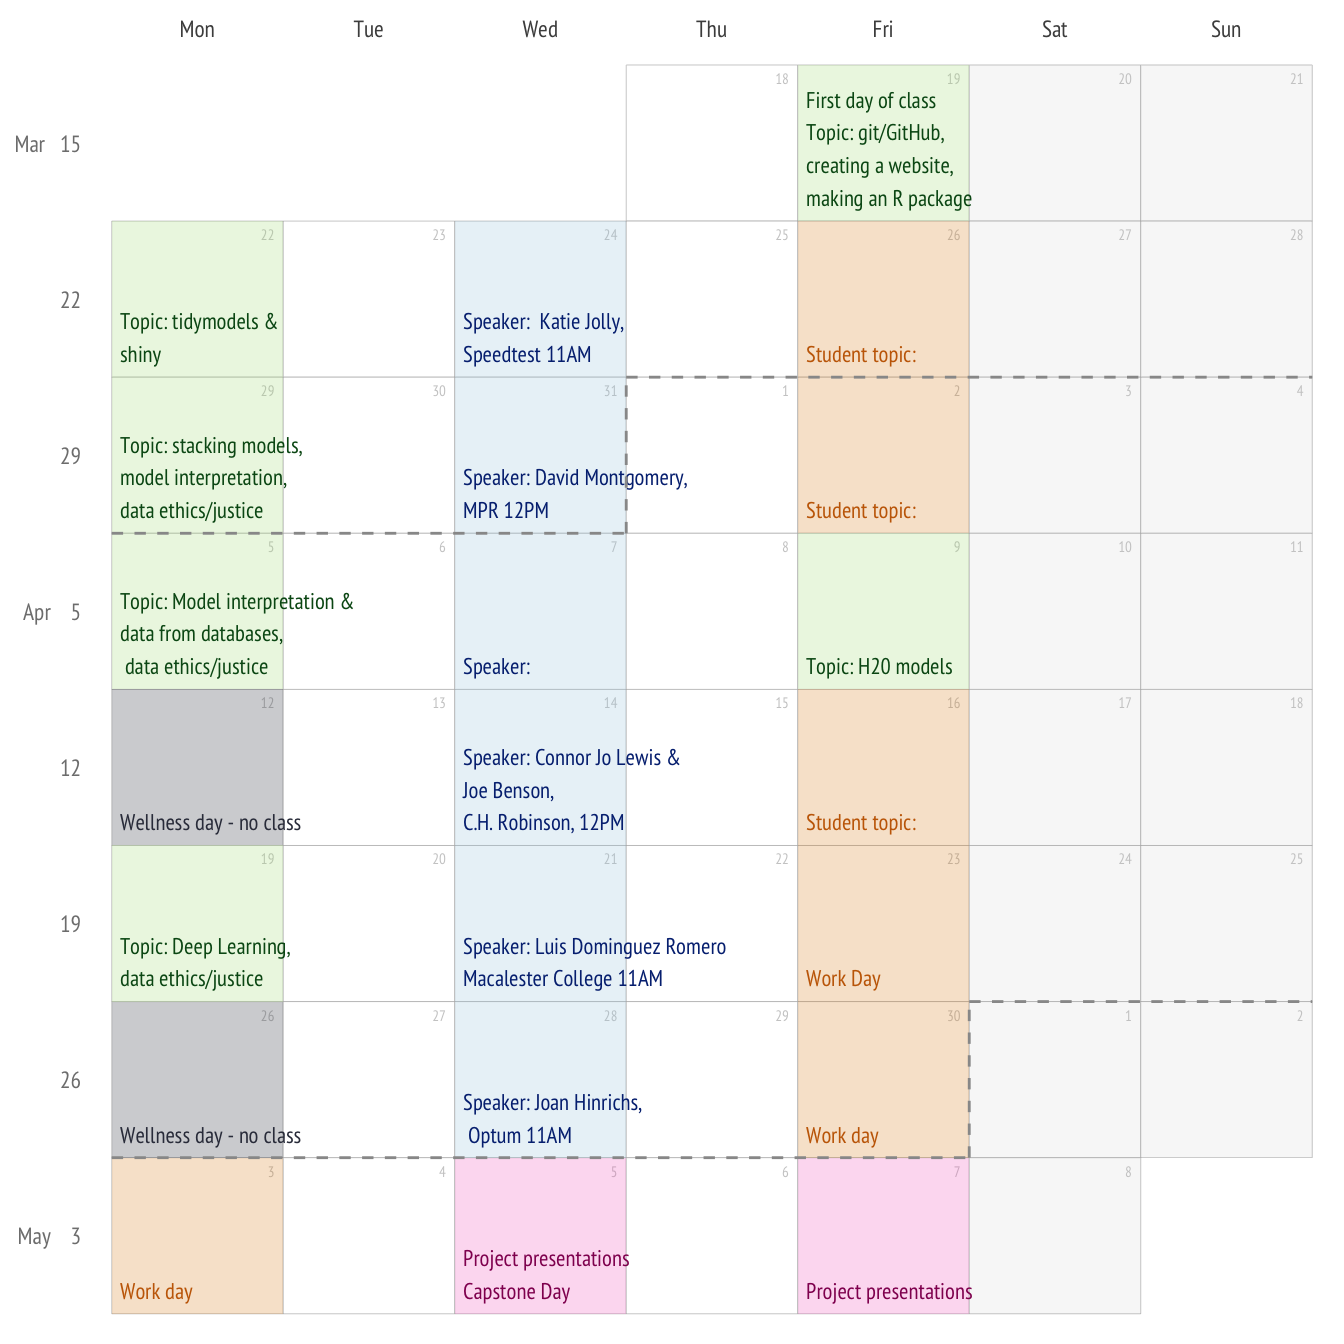 Mon Tue Wed Thu Fri Sat Sun
18 19 20 21
First day of class
Topic: git/GitHub,
Mar 15
creating a website,
making an R package
22 23 24 25 26 27 28
22
Topic: tidymodels &
shiny
Speaker:  Katie Jolly,
Speedtest 11AM
Student topic:
29 30 31 1 2 3 4
29
Topic: stacking models,
model interpretation,
data ethics/justice
Speaker: David Montgomery,
MPR 12PM
Student topic:
5 6 7 8 9 10 11
Apr 5
Topic: Model interpretation &
data from databases,
data ethics/justice
Speaker:
Topic: H20 models
12 13 14 15 16 17 18
12
Wellness day - no class
Speaker: Connor Jo Lewis &
Joe Benson,
C.H. Robinson, 12PM
Student topic:
19 20 21 22 23 24 25
19
Topic: Deep Learning,
data ethics/justice
Speaker: Luis Dominguez Romero
Macalester College 11AM
Work Day
26 27 28 29 30 1 2
26
Wellness day - no class
Speaker: Joan Hinrichs,
Optum 11AM
Work day
3 4 5 6 7 8
May 3
Work day
Project presentations
Capstone Day
Project presentations